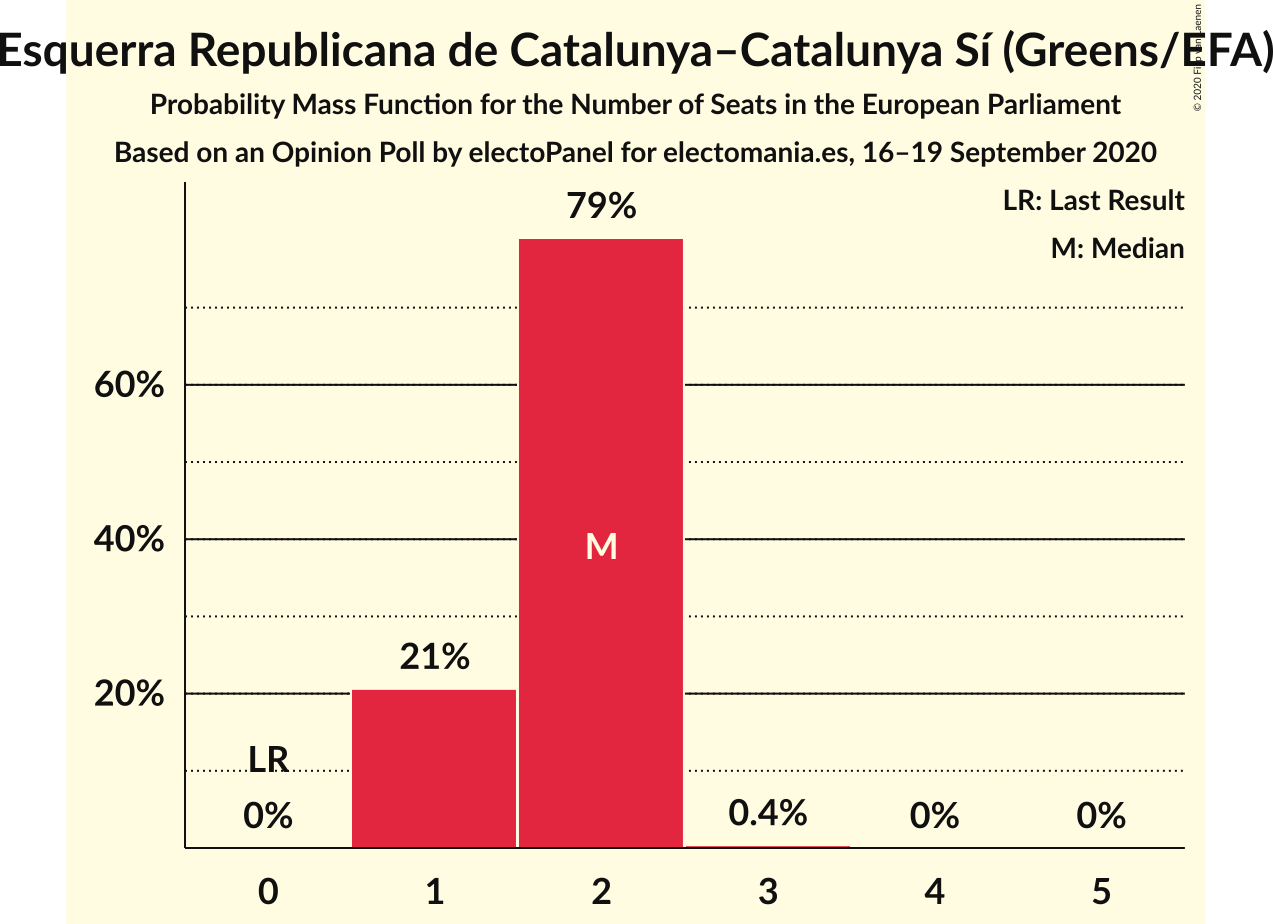 Esquerra Republicana de Catalunya–Catalunya Sí (Greens/EFA)
Probability Mass Function for the Number of Seats in the European Parliament
Based on an Opinion Poll by electoPanel for electomania.es, 16–19 September 2020
© 2020
LR: Last Result
M: Median
79%
60%
40%
M
21%
20%
LR
0%
0.4%
0%
0%
0 1 2 3 4 5